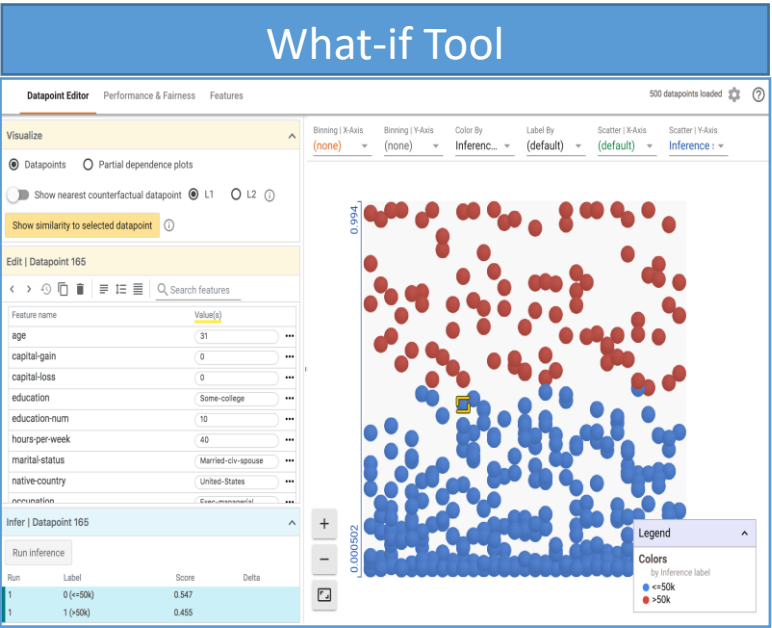 What-if Tool
Datapoint Editor Performance & Fairness Features 500 datapoints loaded
Visualize
Datapoints Partial dependence plots
Show nearest counterfactual datapoint L1 L2
Show similarity to selected datapoint
Edit | Datapoint 165
Search features
Feature name Value(s)
age 31
capital-gain 0
capital-loss 0
education Some-college
education-num 10
hours-per-week 40
marital-status Married-civ-spouse
native-country United-States
occupation Exec-managerial
Infer | Datapoint 165
Run inference
Run Label Score Delta
1 0 (<=50k) 0.547
1 1 (>50k) 0.455
Binning | X-Axis Binning | Y-Axis Color By Label By Scatter | X-Axis Scatter | Y-Axis
(none) (none) Inferenc... (default) (default) Inference :
0.994
0.000502
Legend
Colors
by Inference label
<=50k
>50k